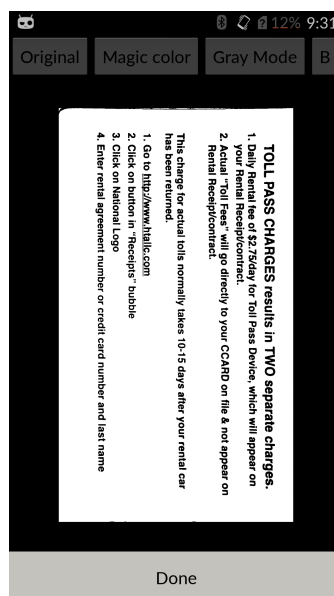 12% 9:31
Original Magic color Gray Mode B
TOLL PASS CHARGES results in TWO separate charges.
1. Daily Rental fee of $2.75/day for Toll Pass Device, which will appear on
your Rental Receipt/contract.
2. Actual "Toll Fees" will go directly to your CCARD on file & not appear on
Rental Receipt/contract.
This charge for actual tolls normally takes 10-15 days after your rental car
has been returned.
1. Go to http://www.htallc.com
2. Click on button in "Receipts" bubble
3. Click on National Logo
4. Enter rental agreement number or credit card number and last name
Done